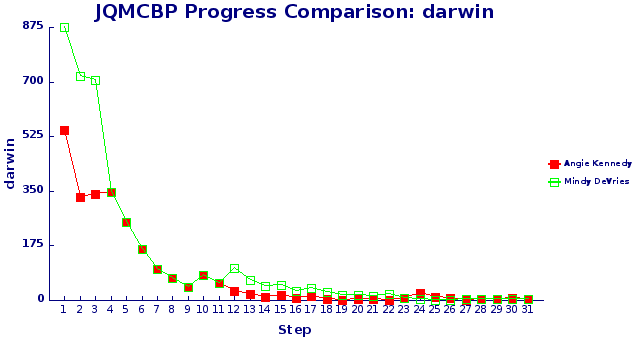 JQMCBP Progress Comparison: darwin
875
700
525
350
175
0
darwin
1 2 3 4 5 6 7 8 9 10 11 12 13 14 15 16 17 18 19 20 21 22 23 24 25 26 27 28 29 30 31
Step
Angie Kennedy
Mindy DeVries